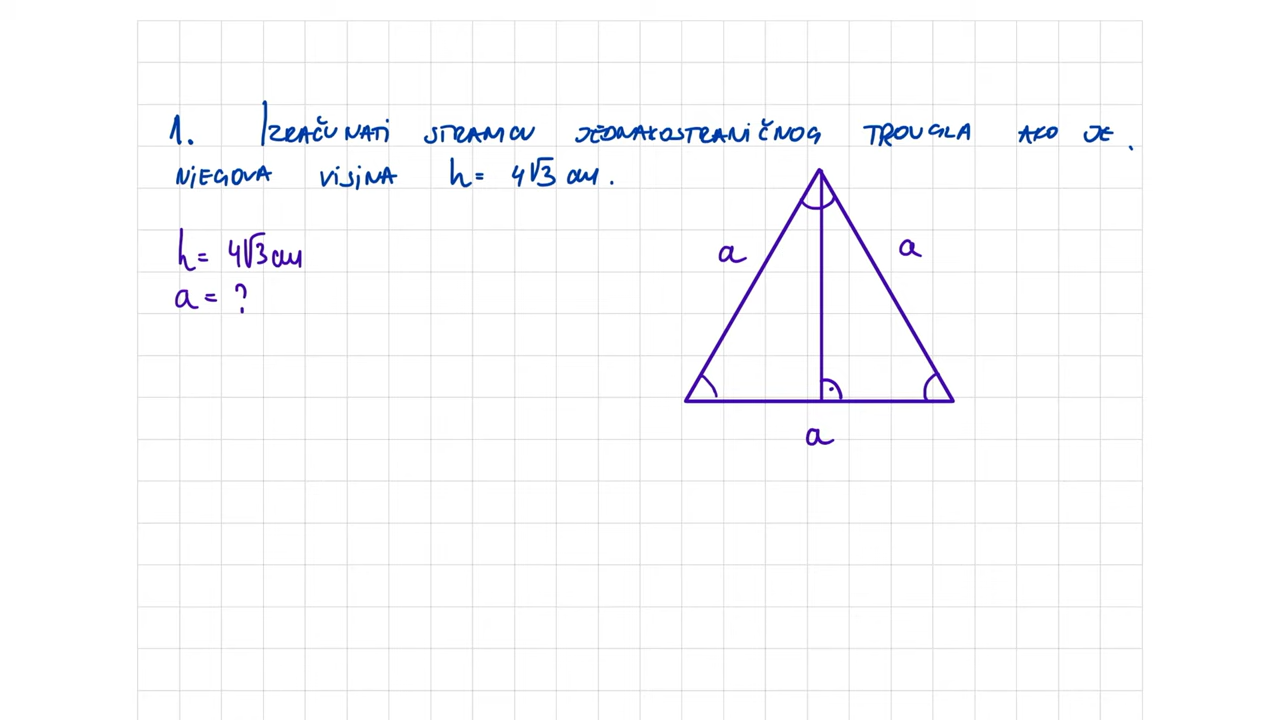 1. IZRAČUNATI STRANICU JEDNAKOSTRANIČNOG TROUGLA AKO JE
NJEGOVA VISINA h = 4√3 cm.
h = 4√3 cm
a = ?
a
a
a